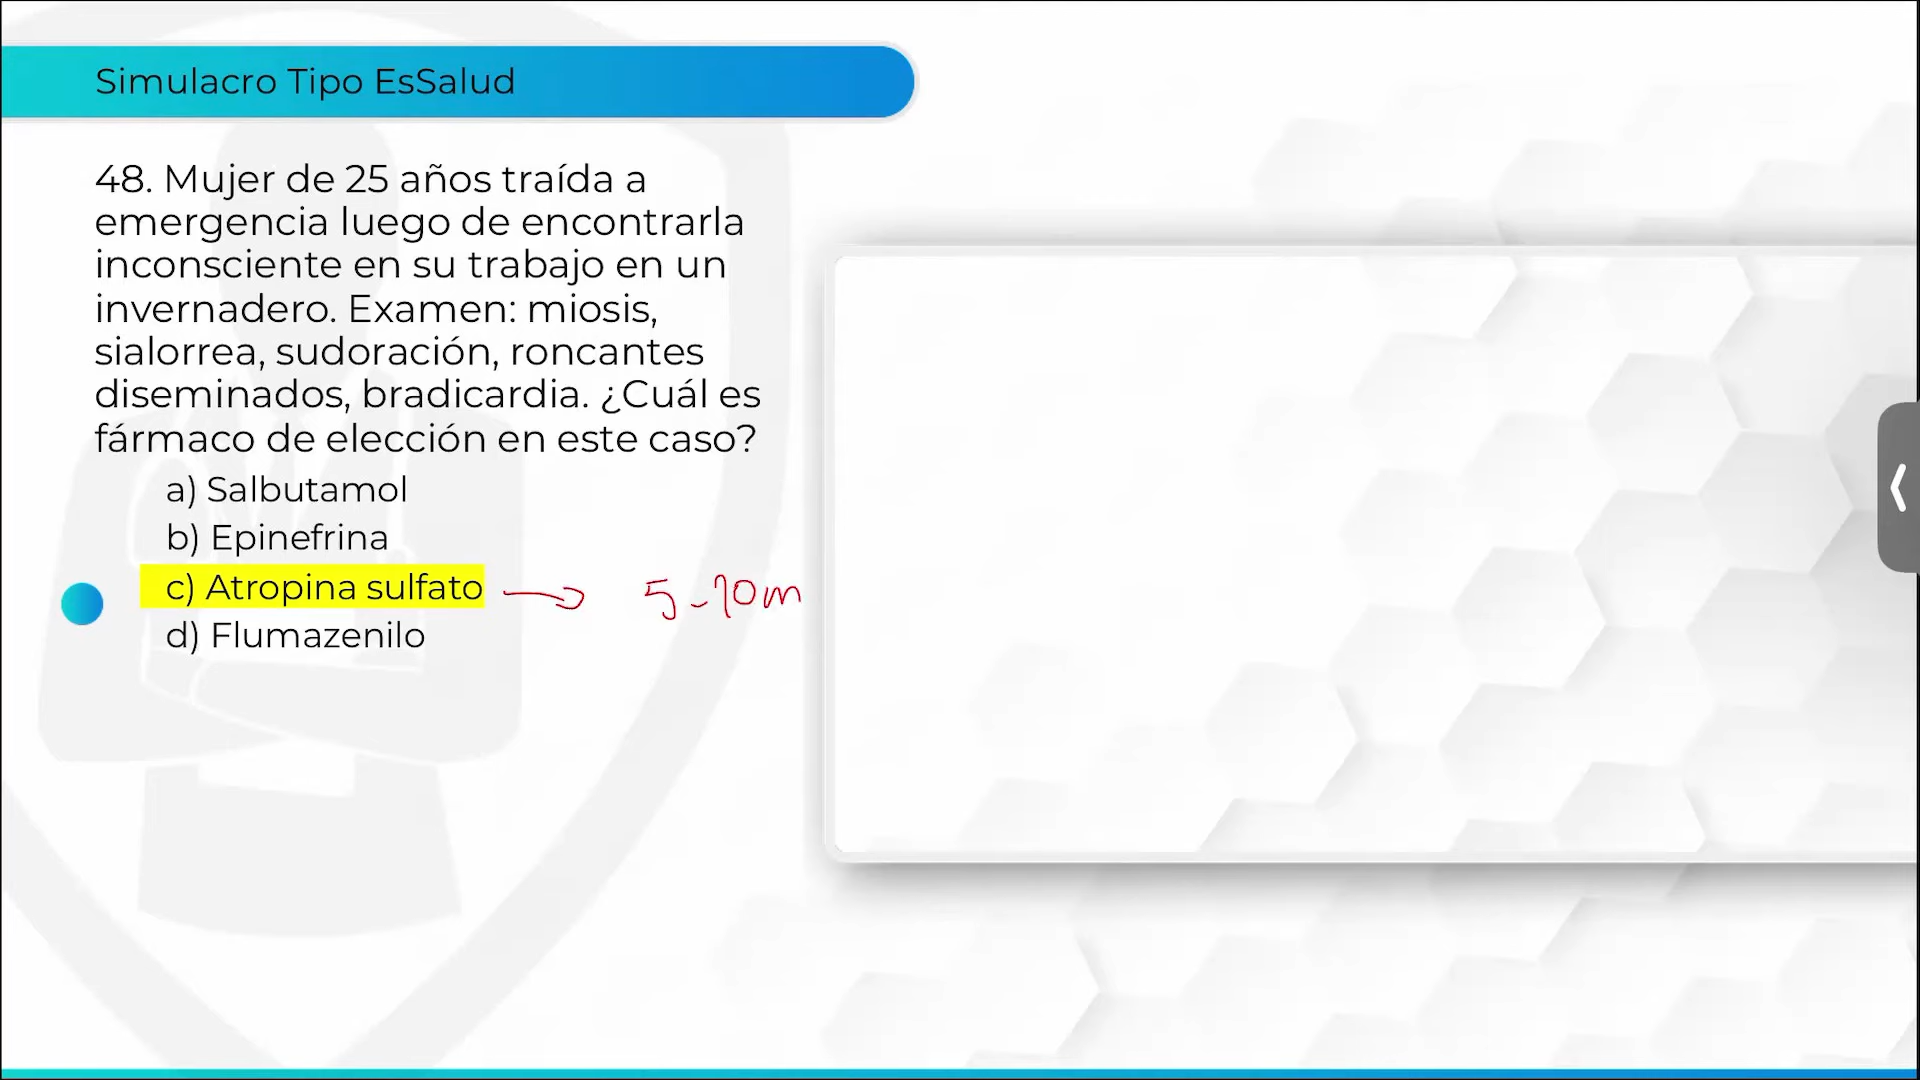 Simulacro Tipo EsSalud
48. Mujer de 25 años traída a
emergencia luego de encontrarla
inconsciente en su trabajo en un
invernadero. Examen: miosis,
sialorrea, sudoración, roncantes
diseminados, bradicardia. ¿Cuál es
fármaco de elección en este caso?
a) Salbutamol
b) Epinefrina
c) Atropina sulfato 5-10m
d) Flumazenilo